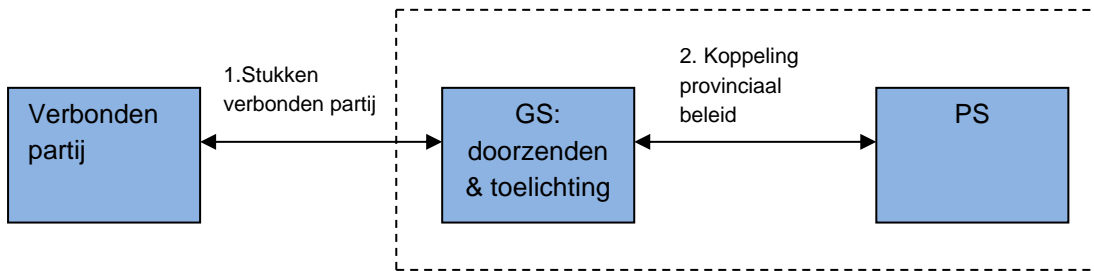 Verbonden
partij
1.Stukken
verbonden partij
GS:
doorzenden
& toelichting
2. Koppeling
provinciaal
beleid
PS